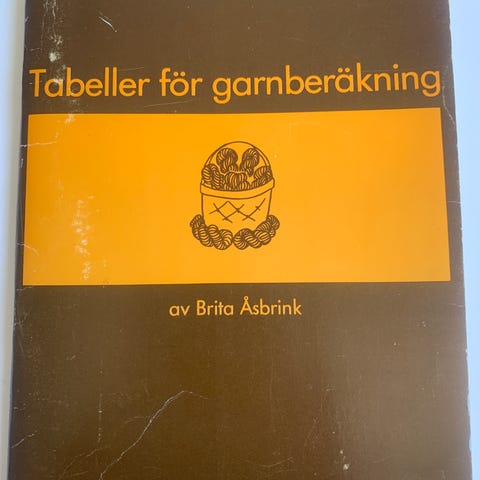 Tabeller för garnberäkning
av Brita Åsbrink